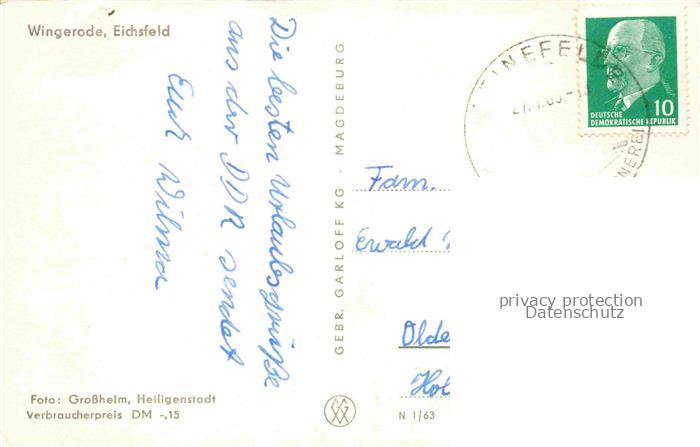 Wingerode, Eichsfeld
Die besten Urlaubsgrüße
aus der DDR sendet
Euch Wilma
GEBR. GARLOFF KG · MAGDEBURG
10
DEUTSCHE
DEMOKRATISCHE REPUBLIK
Fam.
Ewald
privacy protection
Datenschutz
Olde
Hol
Foto: Großheim, Heiligenstadt
Verbraucherpreis DM -,15
N 1/63